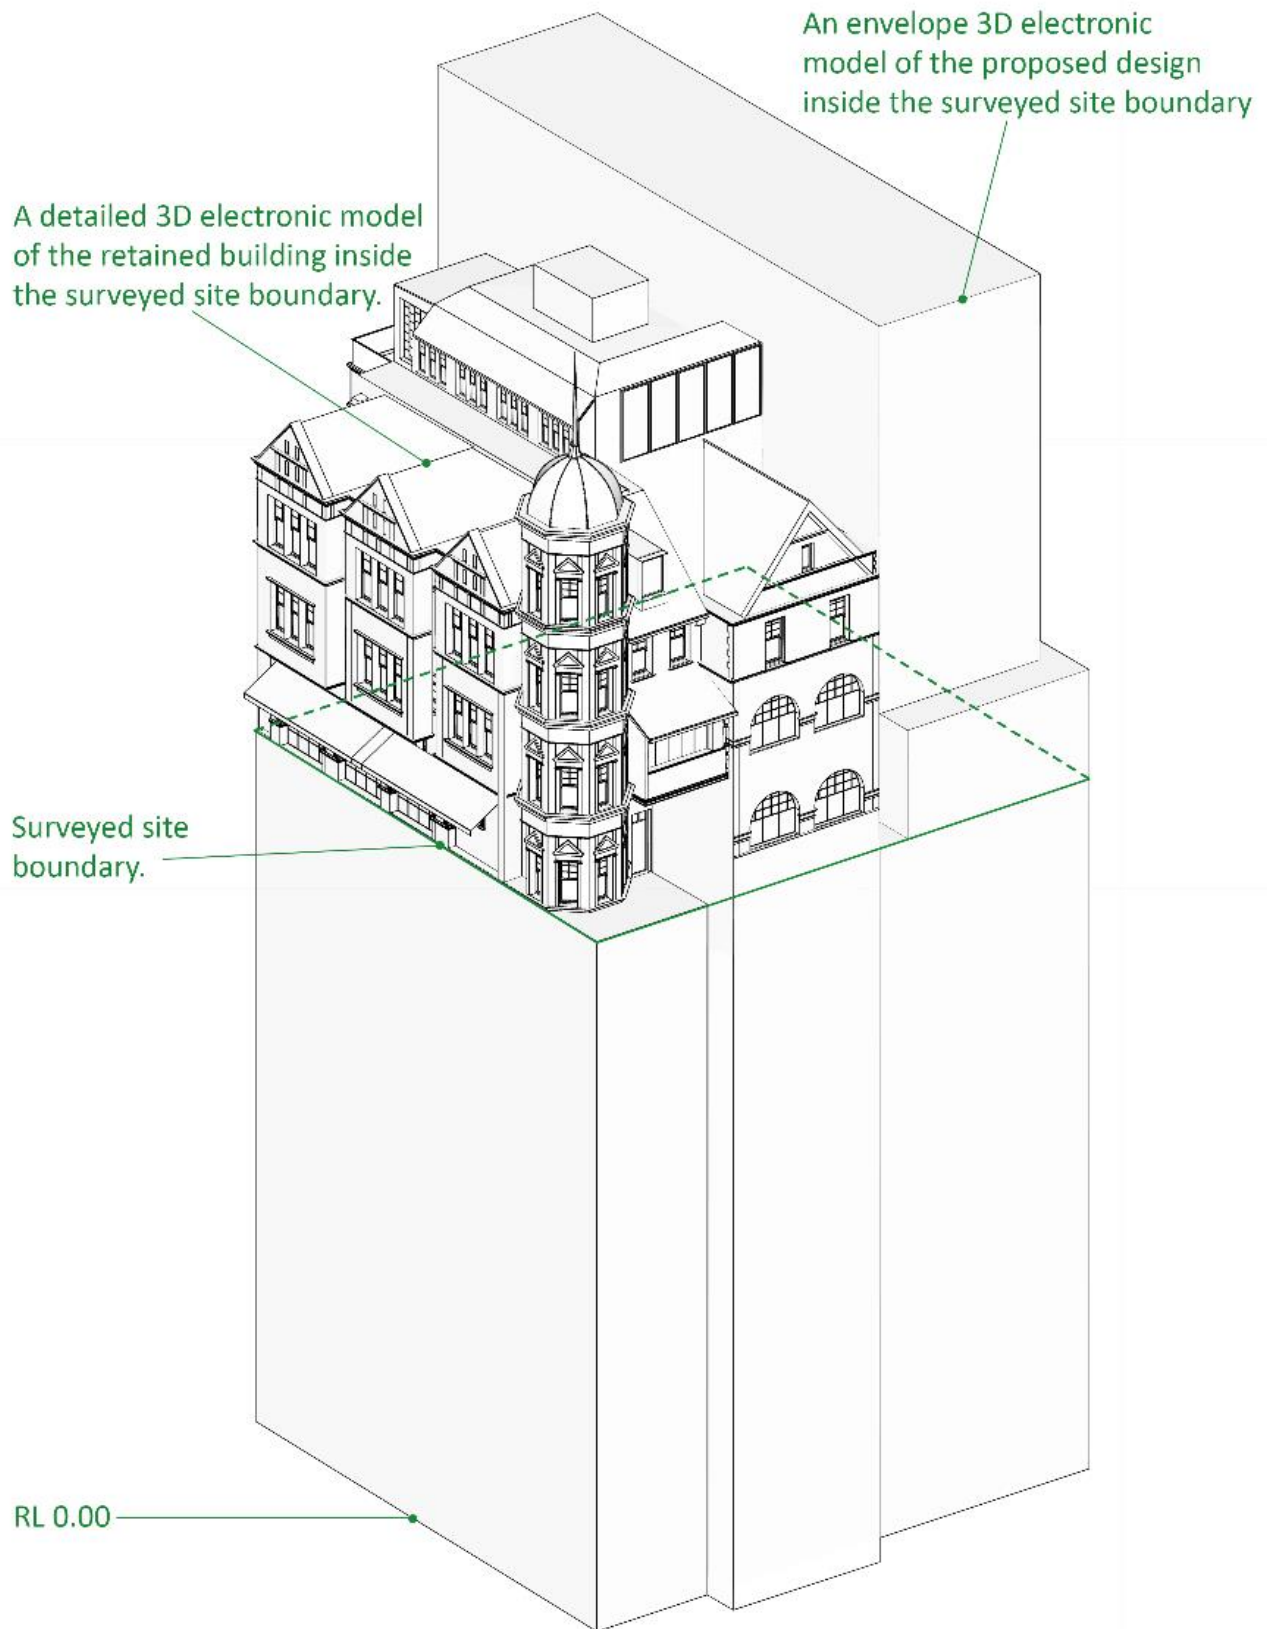 An envelope 3D electronic
model of the proposed design
inside the surveyed site boundary
A detailed 3D electronic model
of the retained building inside
the surveyed site boundary.
Surveyed site
boundary.
RL 0.00